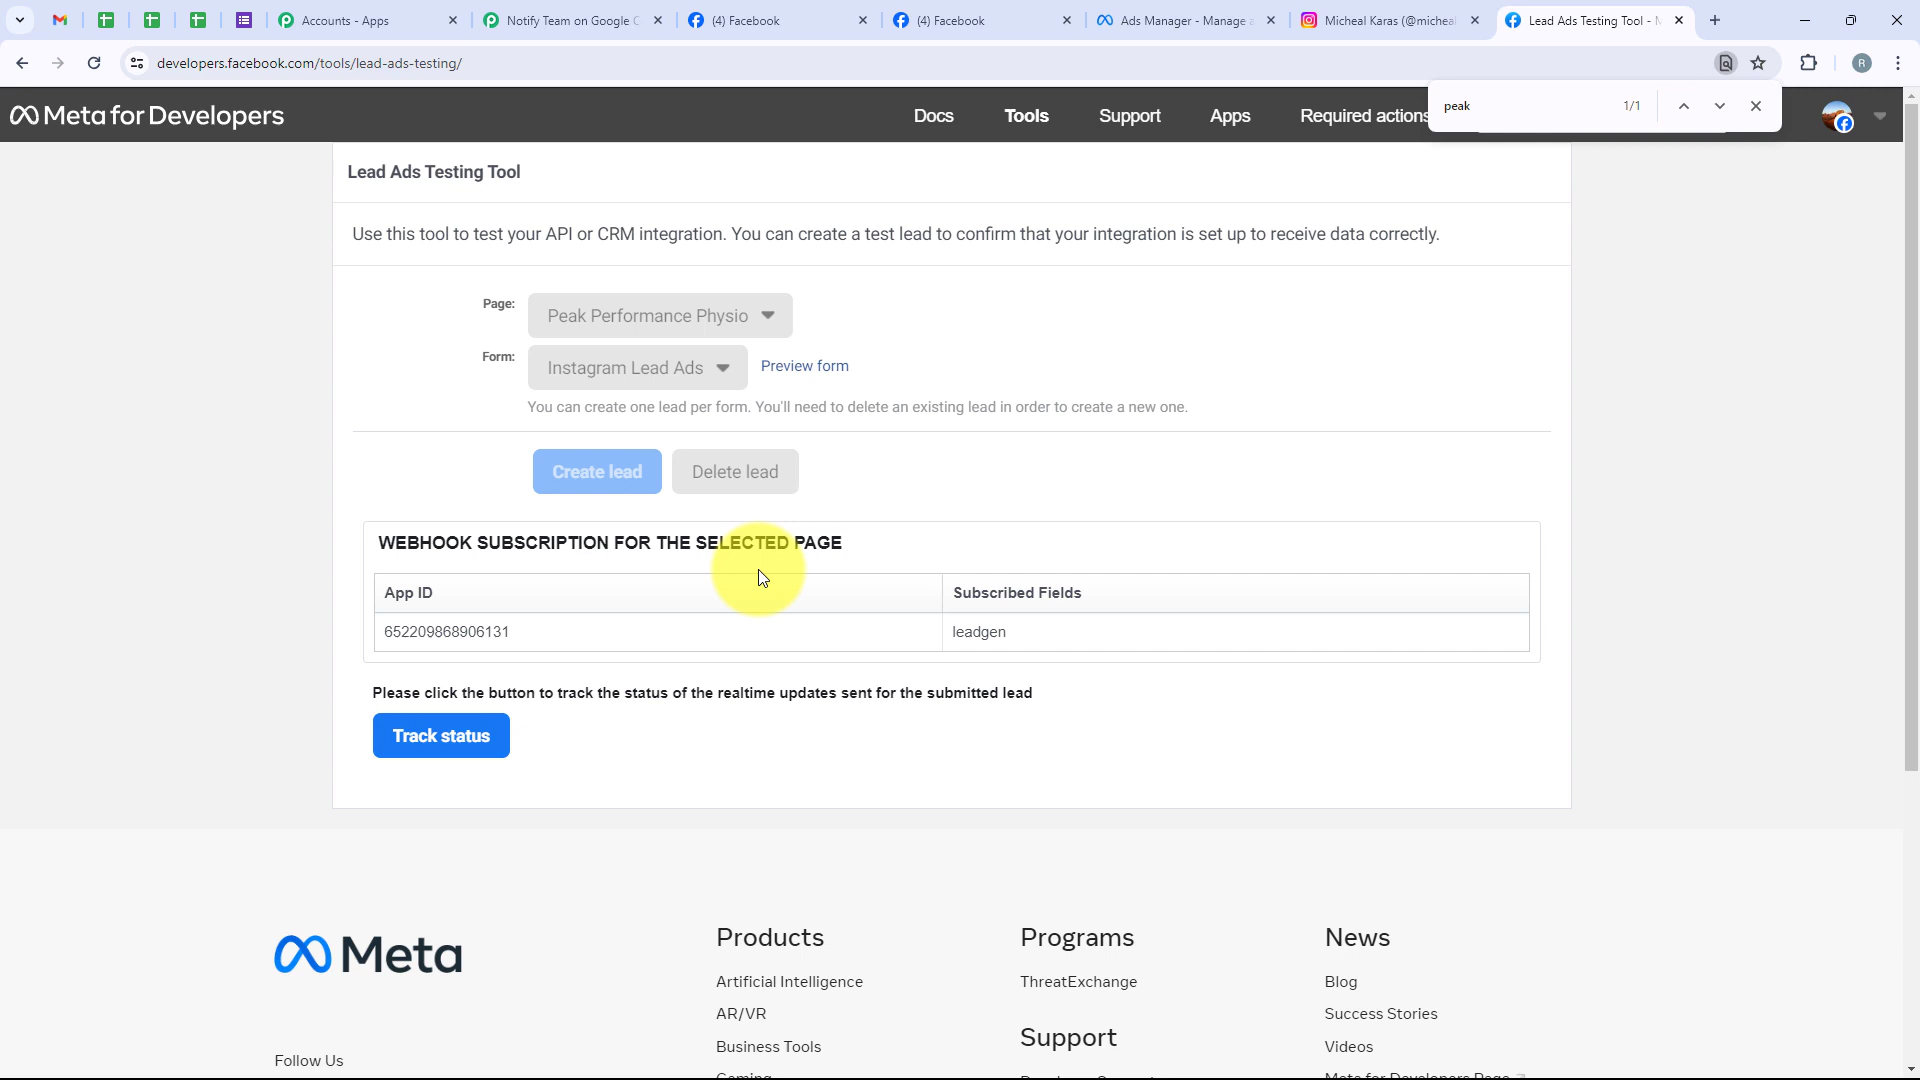 Accounts - Apps
Notify Team on Google C
(4) Facebook
(4) Facebook
Ads Manager - Manage a
Micheal Karas (@micheal
Lead Ads Testing Tool - M
developers.facebook.com/tools/lead-ads-testing/
R
peak 1/1
Meta for Developers
Docs
Tools
Support
Apps
Required actions
Lead Ads Testing Tool
Use this tool to test your API or CRM integration. You can create a test lead to confirm that your integration is set up to receive data correctly.
Page: Peak Performance Physio
Form: Instagram Lead Ads Preview form
You can create one lead per form. You'll need to delete an existing lead in order to create a new one.
Create lead Delete lead
WEBHOOK SUBSCRIPTION FOR THE SELECTED PAGE
App ID Subscribed Fields
652209868906131 leadgen
Please click the button to track the status of the realtime updates sent for the submitted lead
Track status
Meta
Follow Us
Products
Artificial Intelligence
AR/VR
Business Tools
Gaming
Programs
ThreatExchange
Support
News
Blog
Success Stories
Videos
Meta for Developers Page